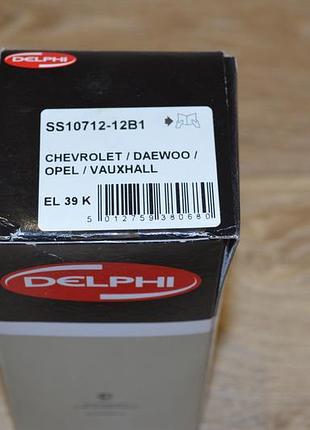 DELPHI
SS10712-12B1
CHEVROLET / DAEWOO /
OPEL / VAUXHALL
EL 39 K
5 012759 380680
DELPHI